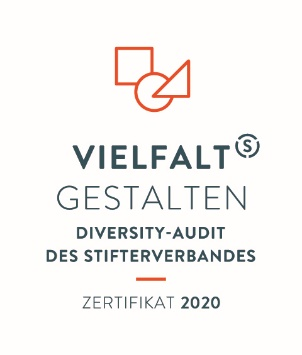 VIELFALT S
GESTALTEN
DIVERSITY-AUDIT
DES STIFTERVERBANDES
ZERTIFIKAT 2020